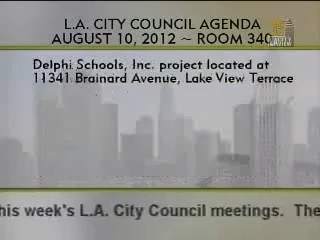 L.A. CITY COUNCIL AGENDA
AUGUST 10, 2012 ~ ROOM 340
Delphi Schools, Inc. project located at
11341 Brainard Avenue, Lake View Terrace
his week's L.A. City Council meetings. The